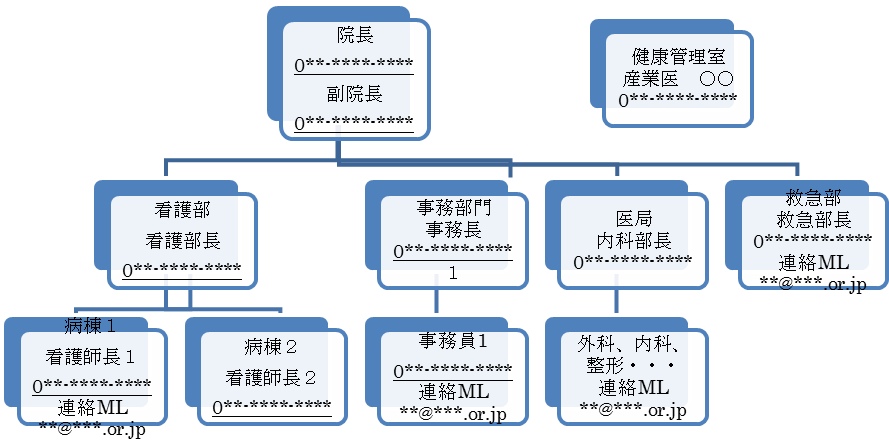 院長
0**-****-****
副院長
0**-****-****
健康管理室
産業医　〇〇
0**-****-****
看護部
看護部長
0**-****-****
事務部門
事務長
0**-****-****
1
医局
内科部長
0**-****-****
救急部
救急部長
0**-****-****
連絡ML
**@***.or.jp
病棟１
看護師長１
0**-****-****
連絡ML
**@***.or.jp
病棟２
看護師長２
0**-****-****
事務員1
0**-****-****
連絡ML
**@***.or.jp
外科、内科、
整形・・・
連絡ML
**@***.or.jp